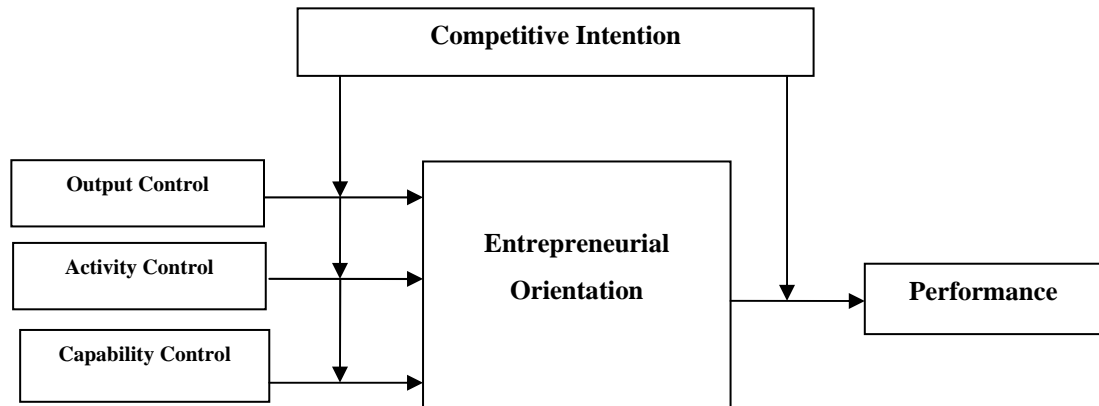 Competitive Intention
Output Control
Activity Control
Capability Control
Entrepreneurial
Orientation
Performance